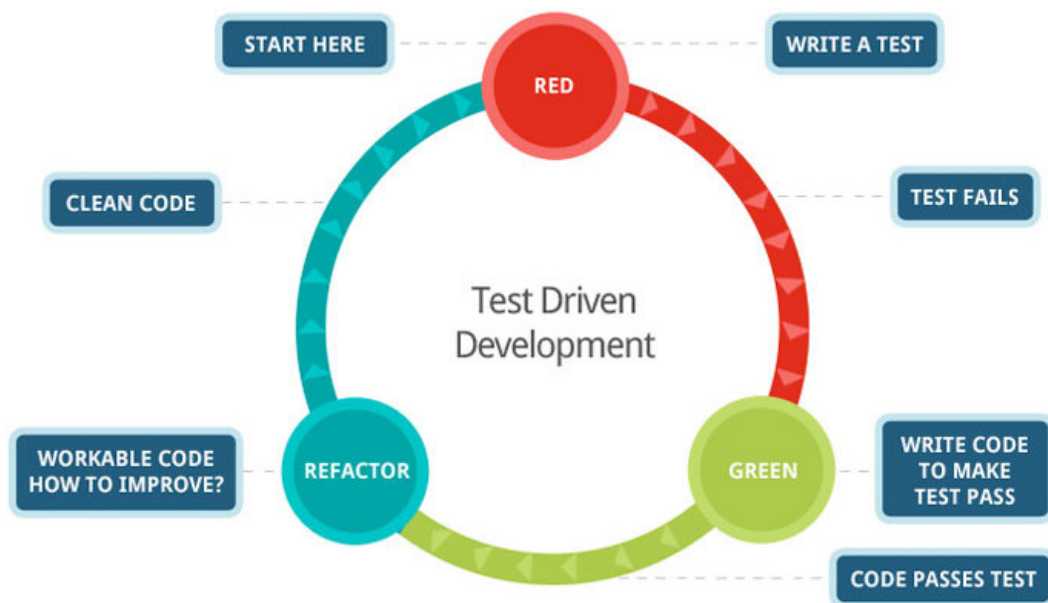 START HERE
RED
WRITE A TEST
CLEAN CODE
TEST FAILS
Test Driven
Development
WORKABLE CODE
HOW TO IMPROVE?
REFACTOR
GREEN
WRITE CODE
TO MAKE
TEST PASS
CODE PASSES TEST